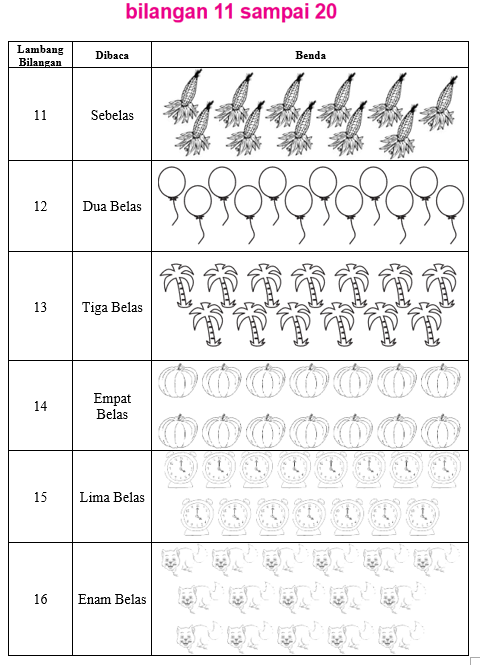 bilangan 11 sampai 20
Lambang
Bilangan
Dibaca
Benda
11
Sebelas
12
Dua Belas
13
Tiga Belas
14
Empat
Belas
15
Lima Belas
16
Enam Belas